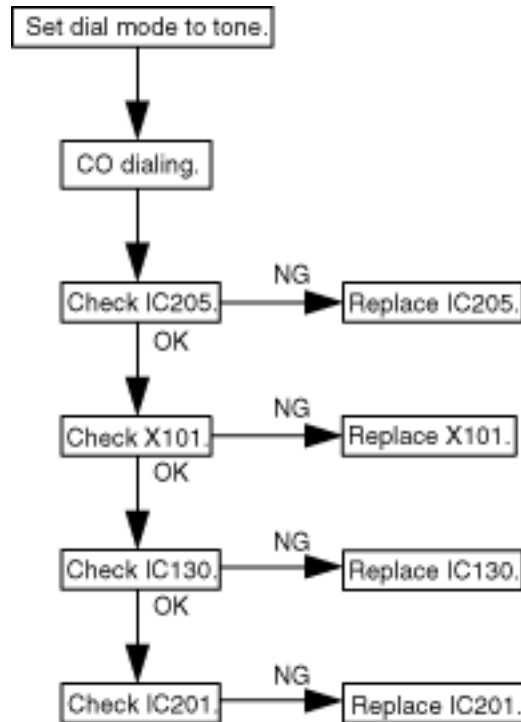 Set dial mode to tone.
CO dialing.
NG
Check IC205.
Replace IC205.
OK
NG
Check X101.
Replace X101.
OK
NG
Check IC130.
Replace IC130.
OK
NG
Check IC201.
Replace IC201.